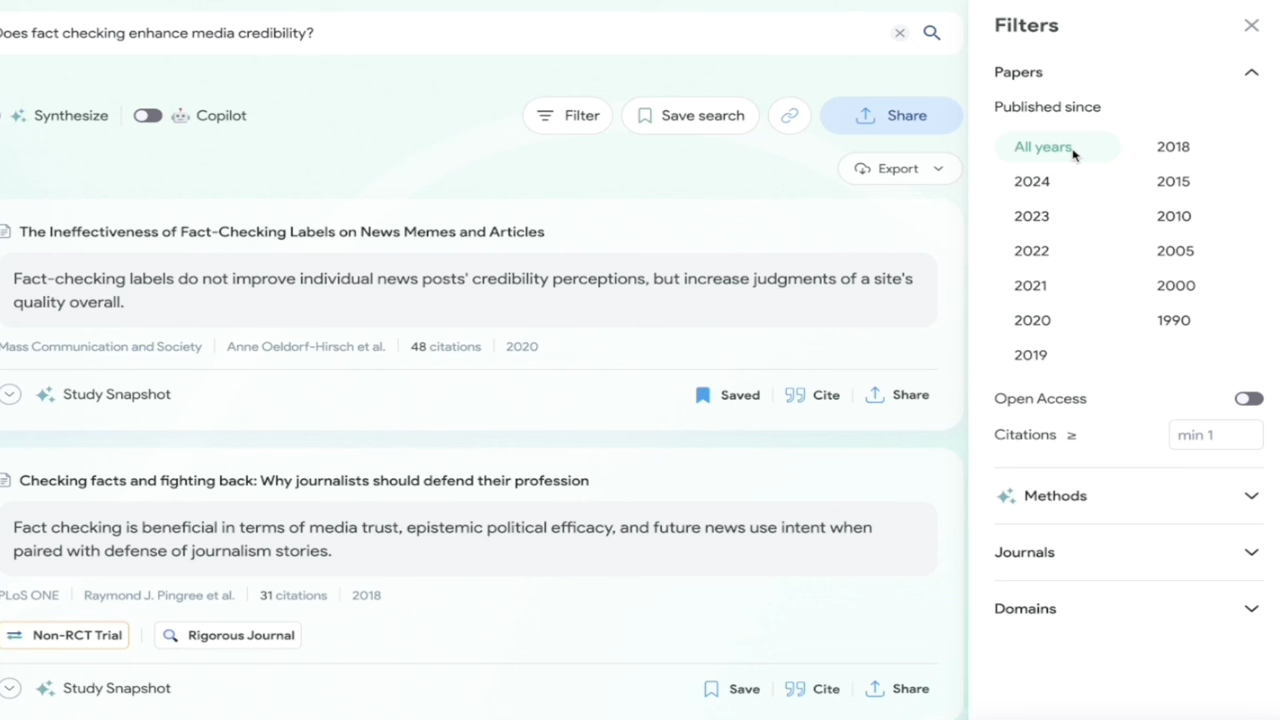 Does fact checking enhance media credibility?
Synthesize
Copilot
Filter
Save search
Share
Export
The Ineffectiveness of Fact-Checking Labels on News Memes and Articles
Fact-checking labels do not improve individual news posts' credibility perceptions, but increase judgments of a site's
quality overall.
Mass Communication and Society
Anne Oeldorf-Hirsch et al.
48 citations
2020
Study Snapshot
Saved
Cite
Share
Checking facts and fighting back: Why journalists should defend their profession
Fact checking is beneficial in terms of media trust, epistemic political efficacy, and future news use intent when
paired with defense of journalism stories.
PLoS ONE
Raymond J. Pingree et al.
31 citations
2018
Non-RCT Trial
Rigorous Journal
Study Snapshot
Save
Cite
Share
Filters
Papers
Published since
All years
2018
2024
2015
2023
2010
2022
2005
2021
2000
2020
1990
2019
Open Access
Citations ≥
min 1
Methods
Journals
Domains